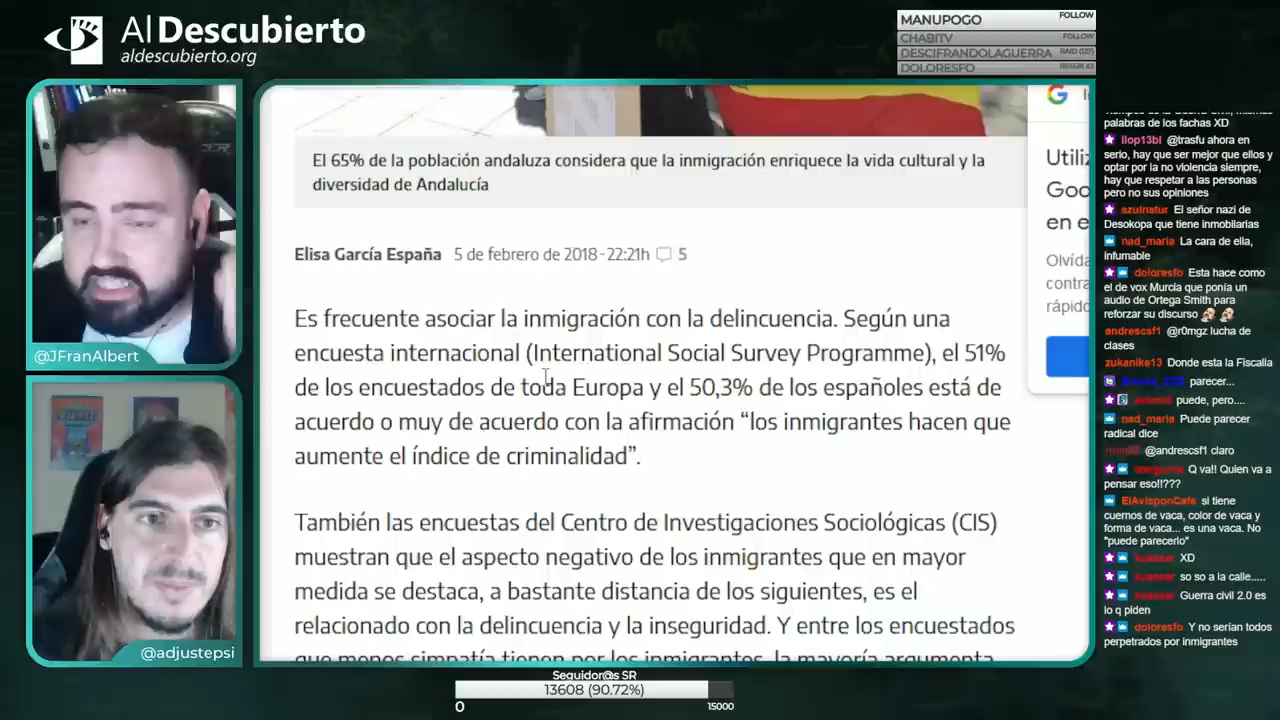 Al Descubierto
aldescubierto.org
MANUPOGO FOLLOW
CHABITV FOLLOW
DESCIFRANDOLAGUERRA
DOLORESFO
@JFranAlbert
@adjustepsi
El 65% de la población andaluza considera que la inmigración enriquece la vida cultural y la
diversidad de Andalucía
Elisa García España 5 de febrero de 2018 - 22:21h 5
Es frecuente asociar la inmigración con la delincuencia. Según una
encuesta internacional (International Social Survey Programme), el 51%
de los encuestados de toda Europa y el 50,3% de los españoles está de
acuerdo o muy de acuerdo con la afirmación “los inmigrantes hacen que
aumente el índice de criminalidad”.
También las encuestas del Centro de Investigaciones Sociológicas (CIS)
muestran que el aspecto negativo de los inmigrantes que en mayor
medida se destaca, a bastante distancia de los siguientes, es el
relacionado con la delincuencia y la inseguridad. Y entre los encuestados
que menos simpatía tienen por los inmigrantes, la mayoría argumenta
Utiliz
Goo
en e
Olvida
contra
rápido
palabras de los fachas XD
llop13bl @trasfu ahora en
serio, hay que ser mejor que ellos y
optar por la no violencia siempre,
hay que respetar a las personas
pero no sus opiniones
azulnatur El señor nazi de
Desokopa que tiene inmobilarias
nad_maria La cara de ella,
infumable
doloresfo Esta hace como
el de vox Murcia que ponía un
audio de Ortega Smith para
reforzar su discurso
andrescsf1 @r0mgz lucha de
clases
zukanike13 Donde esta la Fiscalia
parecer...
puede, pero....
nad_maria Puede parecer
radical dice
@andrescsf1 claro
Q va!! Quien va a
pensar eso!!???
ElAvisponCafe si tiene
cuernos de vaca, color de vaca y
forma de vaca... es una vaca. No
"puede parecerlo"
XD
so so a la calle.....
Guerra civil 2.0 es
lo q piden
doloresfo Y no serían todos
perpetrados por inmigrantes
Seguidor@s SR
13608 (90.72%)
0 15000